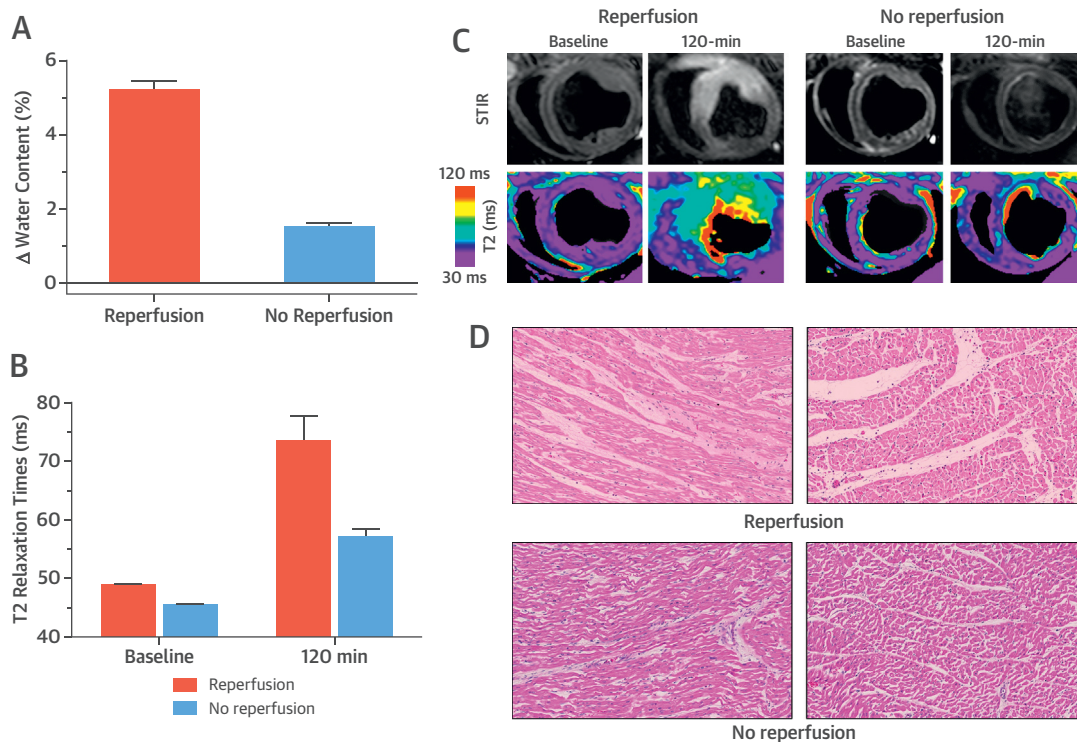 A
Δ Water Content (%)
6
4
2
0
Reperfusion
No Reperfusion
B
T2 Relaxation Times (ms)
80
70
60
50
40
Baseline
120 min
Reperfusion
No reperfusion
C
Reperfusion
No reperfusion
Baseline
120-min
Baseline
120-min
STIR
120 ms
T2 (ms)
30 ms
D
Reperfusion
No reperfusion